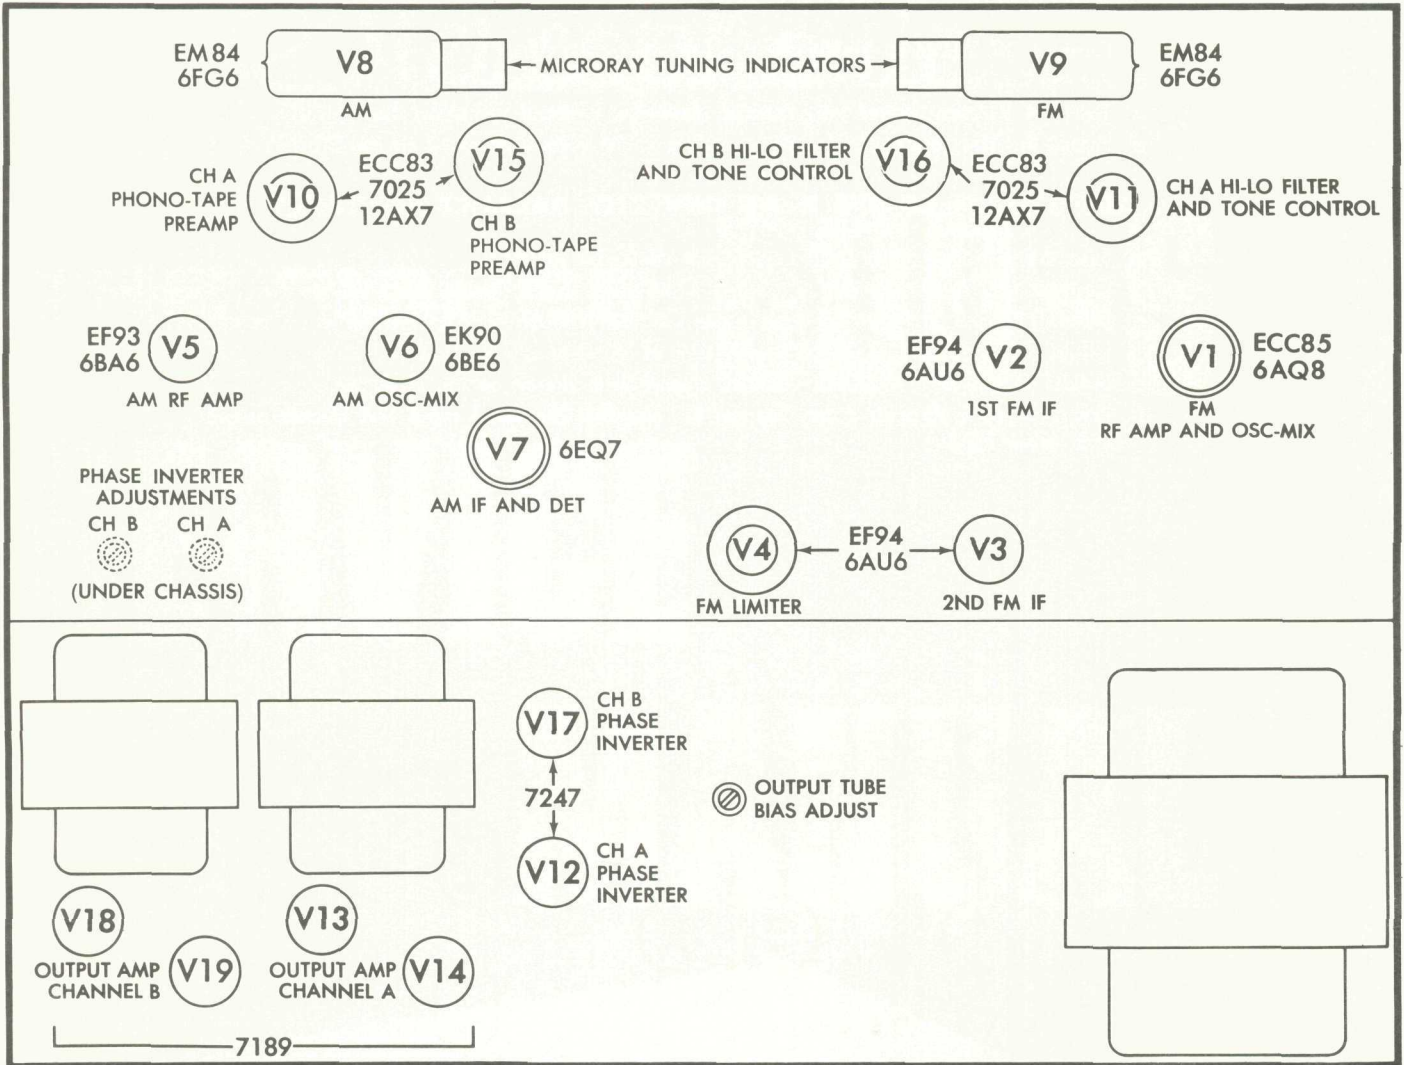 EM84
6FG6
V8
AM
MICRORAY TUNING INDICATORS
V9
FM
EM84
6FG6
CH A
PHONO-TAPE
PREAMP
V10
ECC83
7025
12AX7
V15
CH B
PHONO-TAPE
PREAMP
CH B HI-LO FILTER
AND TONE CONTROL
V16
ECC83
7025
12AX7
V11
CH A HI-LO FILTER
AND TONE CONTROL
EF93
6BA6
V5
AM RF AMP
V6
EK90
6BE6
AM OSC-MIX
EF94
6AU6
V2
1ST FM IF
V1
ECC85
6AQ8
FM
RF AMP AND OSC-MIX
V7
6EQ7
AM IF AND DET
PHASE INVERTER
ADJUSTMENTS
CH B CH A
(UNDER CHASSIS)
V4
FM LIMITER
EF94
6AU6
V3
2ND FM IF
V17
CH B
PHASE
INVERTER
7247
V12
CH A
PHASE
INVERTER
OUTPUT TUBE
BIAS ADJUST
V18
OUTPUT AMP
CHANNEL B
V19
V13
OUTPUT AMP
CHANNEL A
V14
7189